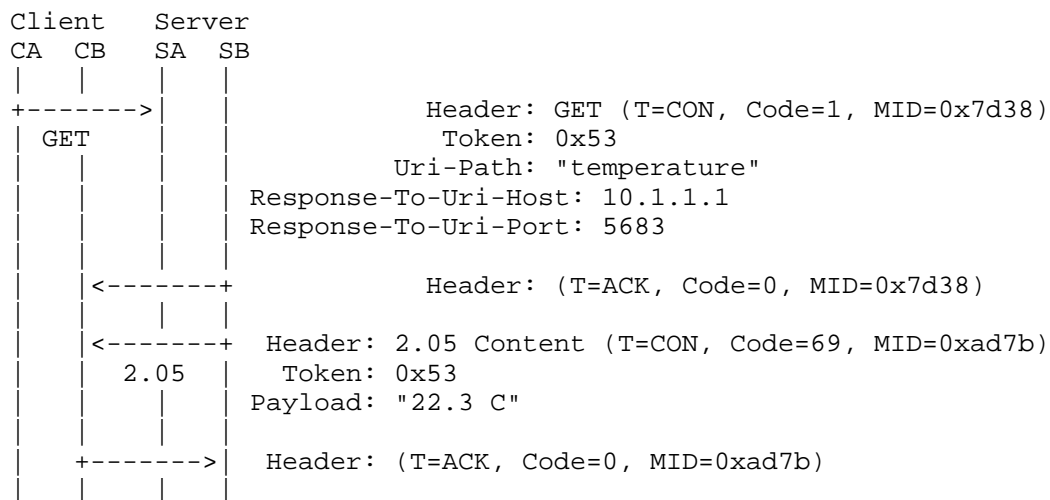 Client Server
CA CB SA SB
Header: GET (T=CON, Code=1, MID=0x7d38)
GET Token: 0x53
Uri-Path: "temperature"
Response-To-Uri-Host: 10.1.1.1
Response-To-Uri-Port: 5683
Header: (T=ACK, Code=0, MID=0x7d38)
Header: 2.05 Content (T=CON, Code=69, MID=0xad7b)
2.05 Token: 0x53
Payload: "22.3 C"
Header: (T=ACK, Code=0, MID=0xad7b)